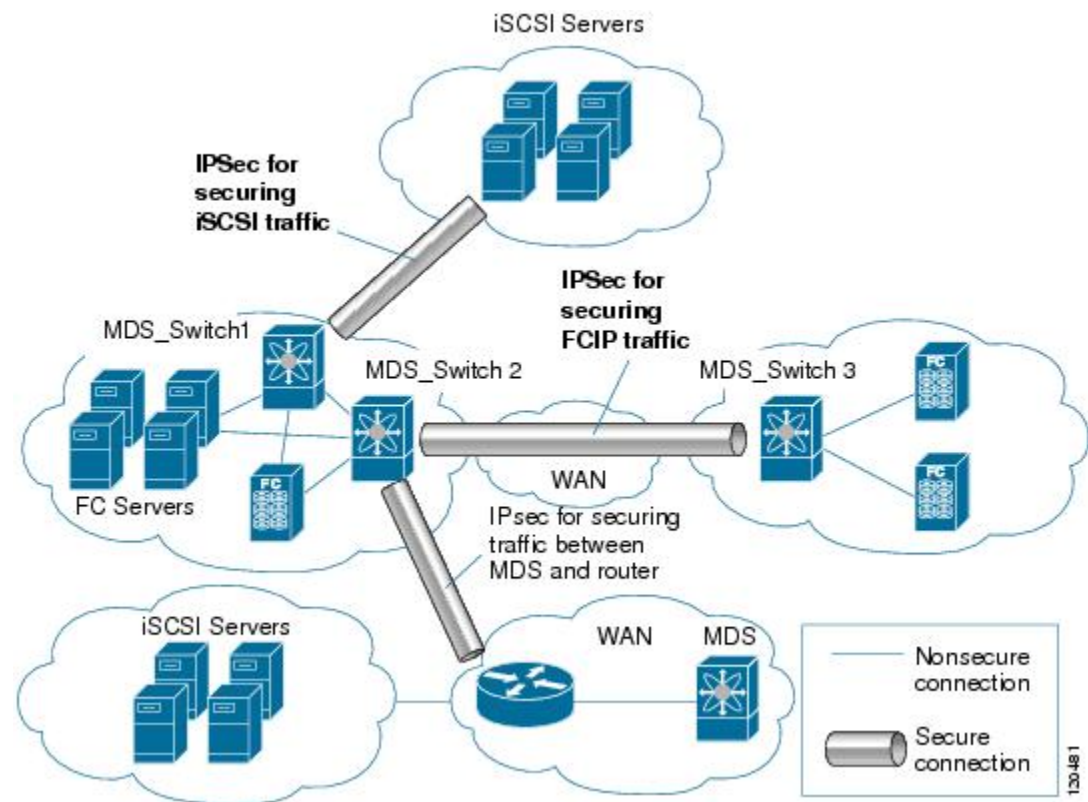 iSCSI Servers
IPSec for
securing
iSCSI traffic
IPSec for
securing
FCIP traffic
MDS_Switch1
MDS_Switch 2
MDS_Switch 3
FC
FC
FC
FC Servers
WAN
IPsec for securing
traffic between
MDS and router
iSCSI Servers
WAN
MDS
Nonsecure
connection
Secure
connection
120481